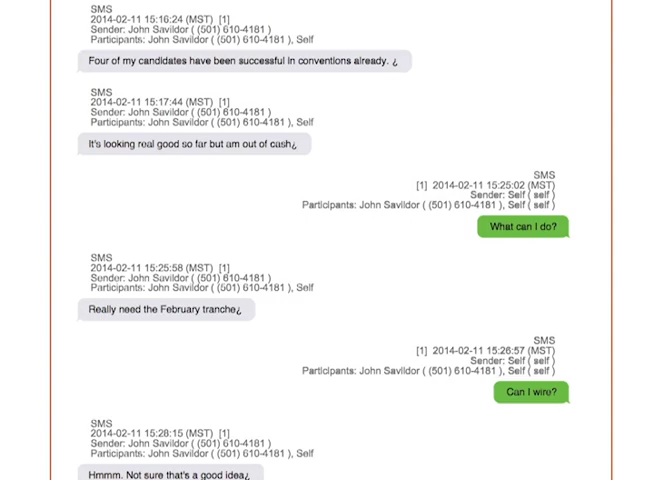 SMS
2014-02-11 15:16:24 (MST) [1]
Sender: John Savildor ( (501) 610-4181 )
Participants: John Savildor ( (501) 610-4181 ), Self
Four of my candidates have been successful in conventions already. ¿
SMS
2014-02-11 15:17:44 (MST) [1]
Sender: John Savildor ( (501) 610-4181 )
Participants: John Savildor ( (501) 610-4181 ), Self
It's looking real good so far but am out of cash¿
SMS
[1] 2014-02-11 15:25:02 (MST)
Sender: Self ( self )
Participants: John Savildor ( (501) 610-4181 ), Self ( self )
What can I do?
SMS
2014-02-11 15:25:58 (MST) [1]
Sender: John Savildor ( (501) 610-4181 )
Participants: John Savildor ( (501) 610-4181 ), Self
Really need the February tranche¿
SMS
[1] 2014-02-11 15:26:57 (MST)
Sender: Self ( self )
Participants: John Savildor ( (501) 610-4181 ), Self ( self )
Can I wire?
SMS
2014-02-11 15:28:15 (MST) [1]
Sender: John Savildor ( (501) 610-4181 )
Participants: John Savildor ( (501) 610-4181 ), Self
Hmmm. Not sure that's a good idea¿